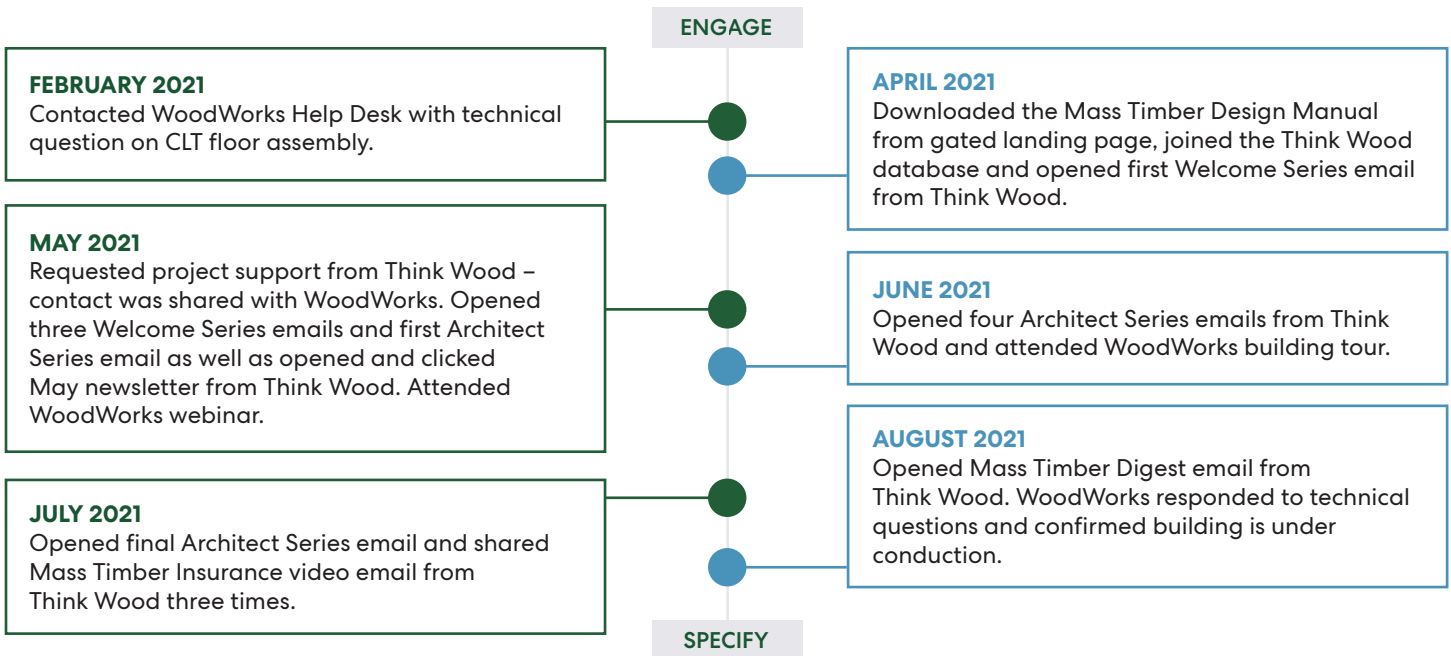 ENGAGE
FEBRUARY 2021
Contacted WoodWorks Help Desk with technical
question on CLT floor assembly.
APRIL 2021
Downloaded the Mass Timber Design Manual
from gated landing page, joined the Think Wood
database and opened first Welcome Series email
from Think Wood.
MAY 2021
Requested project support from Think Wood –
contact was shared with WoodWorks. Opened
three Welcome Series emails and first Architect
Series email as well as opened and clicked
May newsletter from Think Wood. Attended
WoodWorks webinar.
JUNE 2021
Opened four Architect Series emails from Think
Wood and attended WoodWorks building tour.
JULY 2021
Opened final Architect Series email and shared
Mass Timber Insurance video email from
Think Wood three times.
AUGUST 2021
Opened Mass Timber Digest email from
Think Wood. WoodWorks responded to technical
questions and confirmed building is under
conduction.
SPECIFY